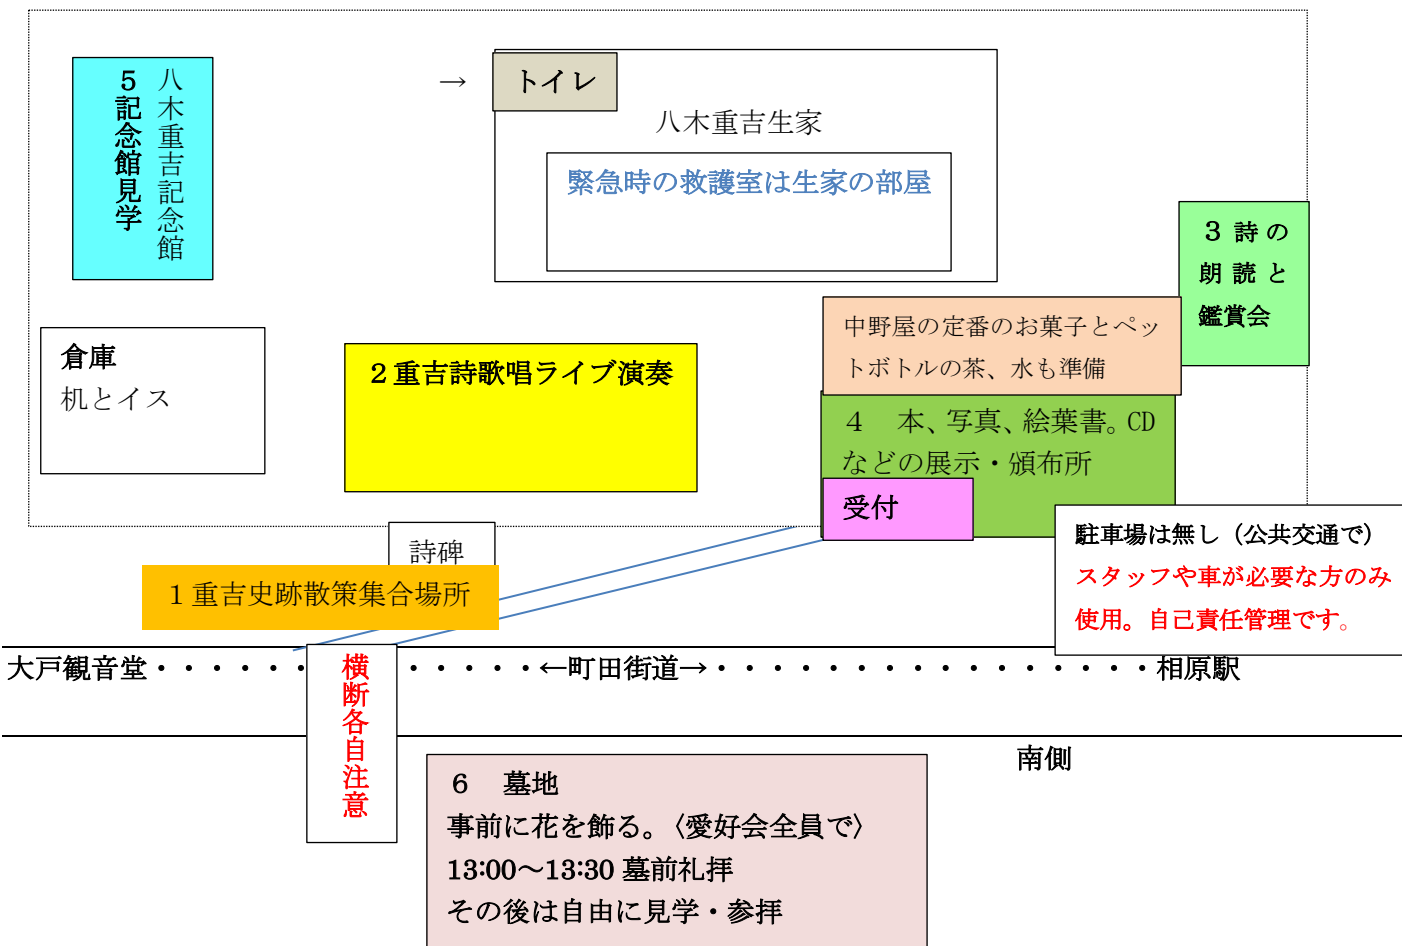 八木重吉記念館
５記念館見学
→
トイレ
八木重吉生家
緊急時の救護室は生家の部屋
３詩の
朗読と
鑑賞会
倉庫
机とイス
２重吉詩歌唱ライブ演奏
中野屋の定番のお菓子とペッ
トボトルの茶、水も準備
４　本、写真、絵葉書。CD
などの展示・頒布所
受付
詩碑
１重吉史跡散策集合場所
駐車場は無し（公共交通で）
スタッフや車が必要な方のみ
使用。自己責任管理です。
大戸観音堂・・・・・・
横断各自注意
・・・・・←町田街道→・・・・・・・・・・・・・・・・相原駅
南側
６　墓地
事前に花を飾る。〈愛好会全員で〉
13:00～13:30 墓前礼拝
その後は自由に見学・参拝